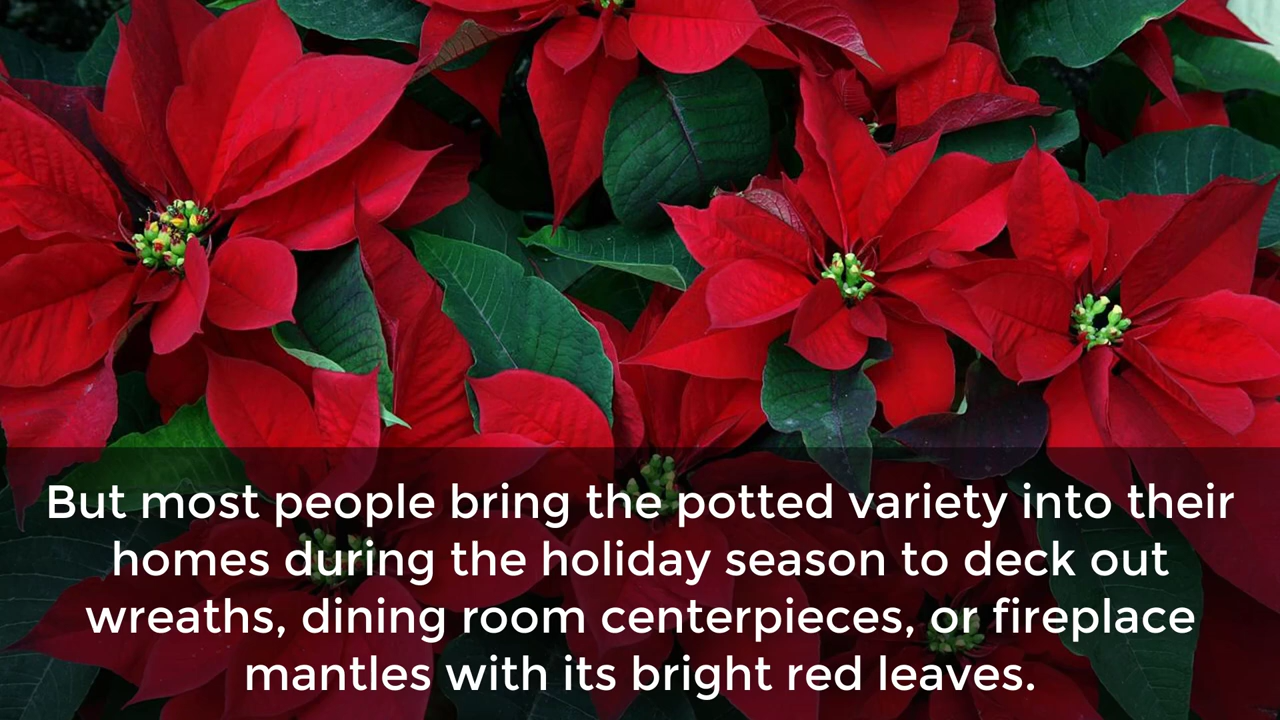 But most people bring the potted variety into their
homes during the holiday season to deck out
wreaths, dining room centerpieces, or fireplace
mantles with its bright red leaves.